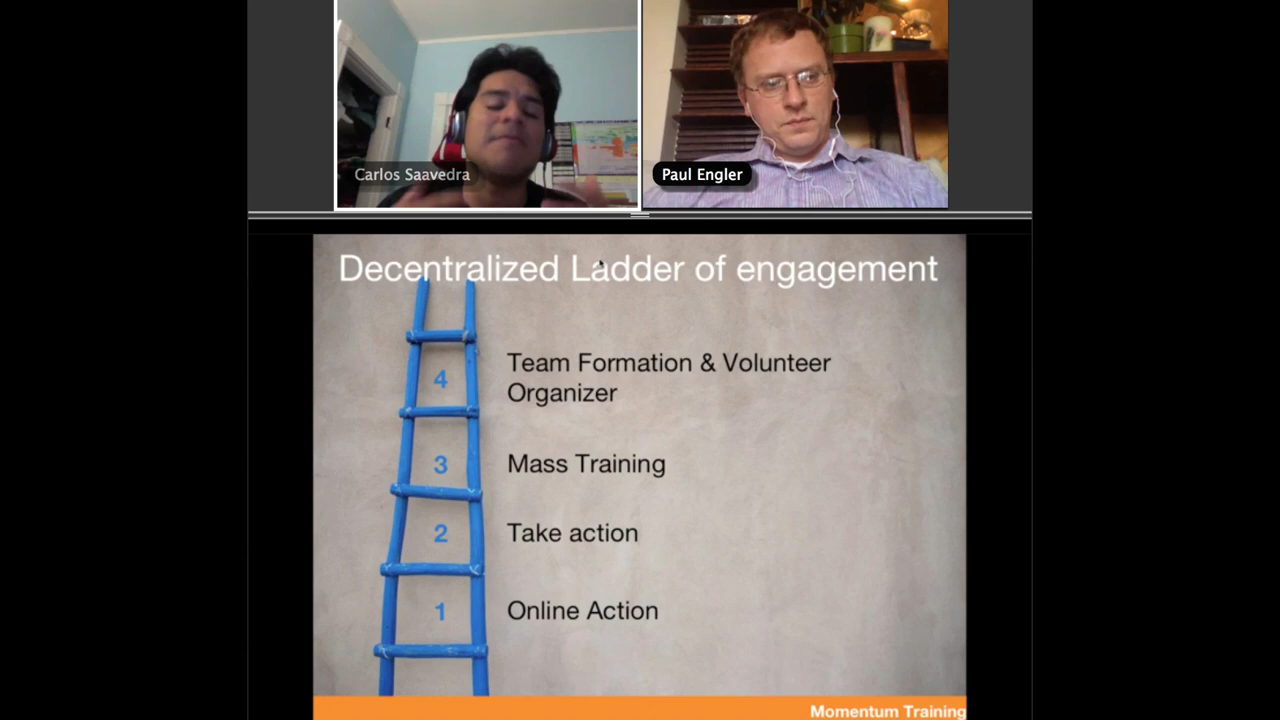 Carlos Saavedra
Paul Engler
Decentralized Ladder of engagement
4
Team Formation & Volunteer
Organizer
3
Mass Training
2
Take action
1
Online Action
Momentum Training